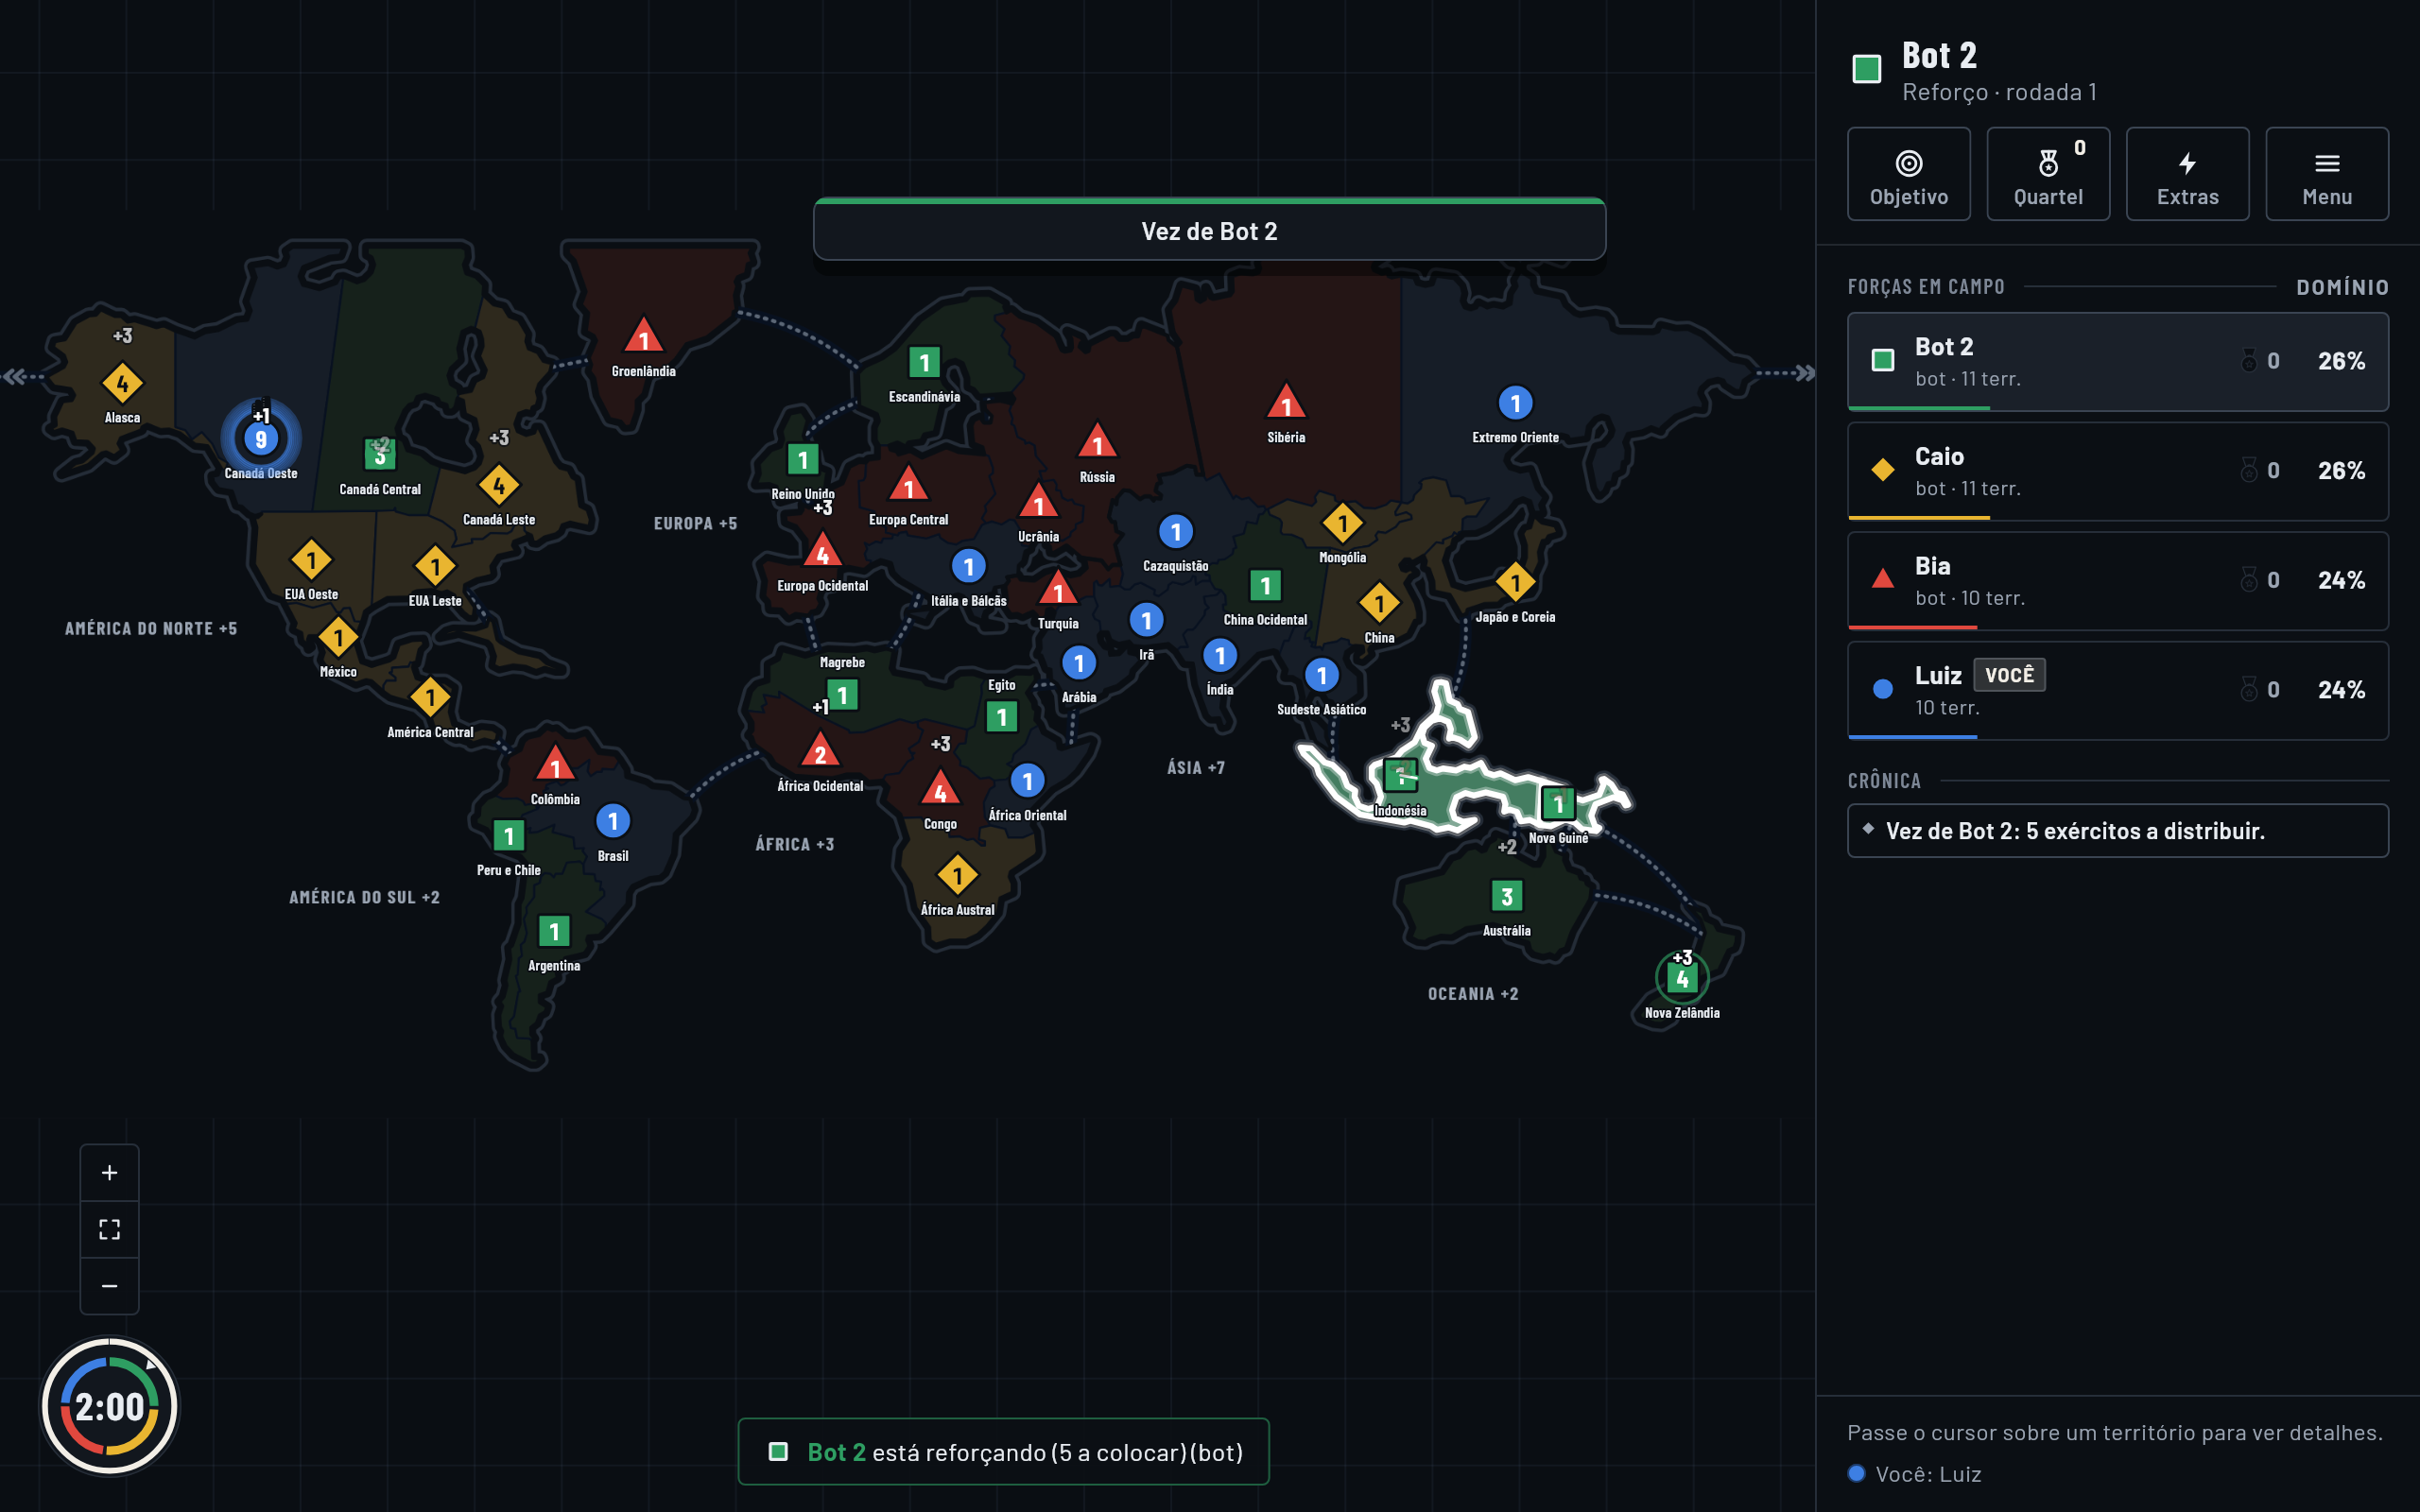 Vez de Bot 2
+3
4
Alasca
+1
9
Canadá Oeste
3
Canadá Central
+3
4
Canadá Leste
1
Groenlândia
1
EUA Oeste
1
EUA Leste
1
México
1
América Central
AMÉRICA DO NORTE +5
1
Colômbia
1
Brasil
1
Peru e Chile
1
Argentina
AMÉRICA DO SUL +2
1
Escandinávia
1
Reino Unido
+3
4
Europa Ocidental
1
Europa Central
1
Ucrânia
1
Rússia
1
Itália e Bálcãs
EUROPA +5
1
Turquia
Magrebe
1
Egito
1
+1
2
África Ocidental
+3
4
Congo
1
África Oriental
1
África Austral
ÁFRICA +3
1
Sibéria
1
Extremo Oriente
1
Cazaquistão
1
Mongólia
1
China Ocidental
1
China
1
Japão e Coreia
1
Irã
1
Arábia
1
Índia
1
Sudeste Asiático
ÁSIA +7
+3
1
Indonésia
1
Nova Guiné
+2
3
Austrália
+3
4
Nova Zelândia
OCEANIA +2
+
−
2:00
Bot 2 está reforçando (5 a colocar) (bot)
Bot 2
Reforço · rodada 1
Objetivo
0
Quartel
Extras
Menu
FORÇAS EM CAMPO
DOMÍNIO
Bot 2
bot · 11 terr.
0 26%
Caio
bot · 11 terr.
0 26%
Bia
bot · 10 terr.
0 24%
Luiz VOCÊ
10 terr.
0 24%
CRÔNICA
Vez de Bot 2: 5 exércitos a distribuir.
Passe o cursor sobre um território para ver detalhes.
Você: Luiz